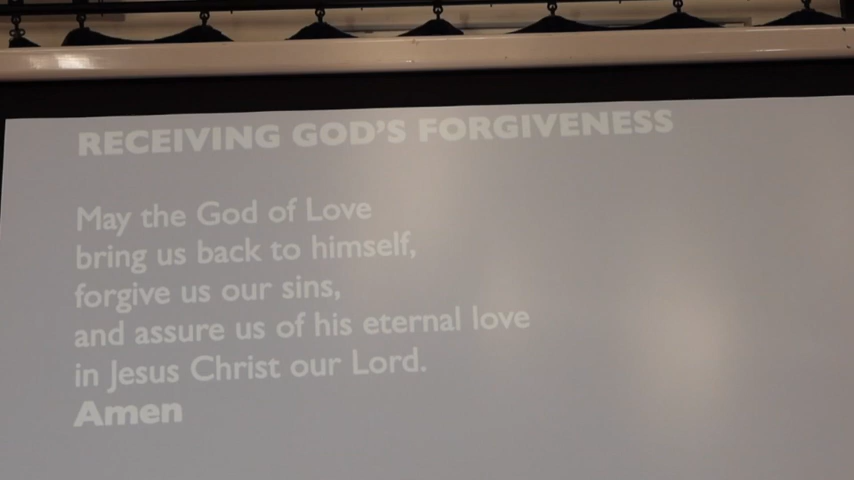 RECEIVING GOD'S FORGIVENESS
May the God of Love
bring us back to himself,
forgive us our sins,
and assure us of his eternal love
in Jesus Christ our Lord.
Amen